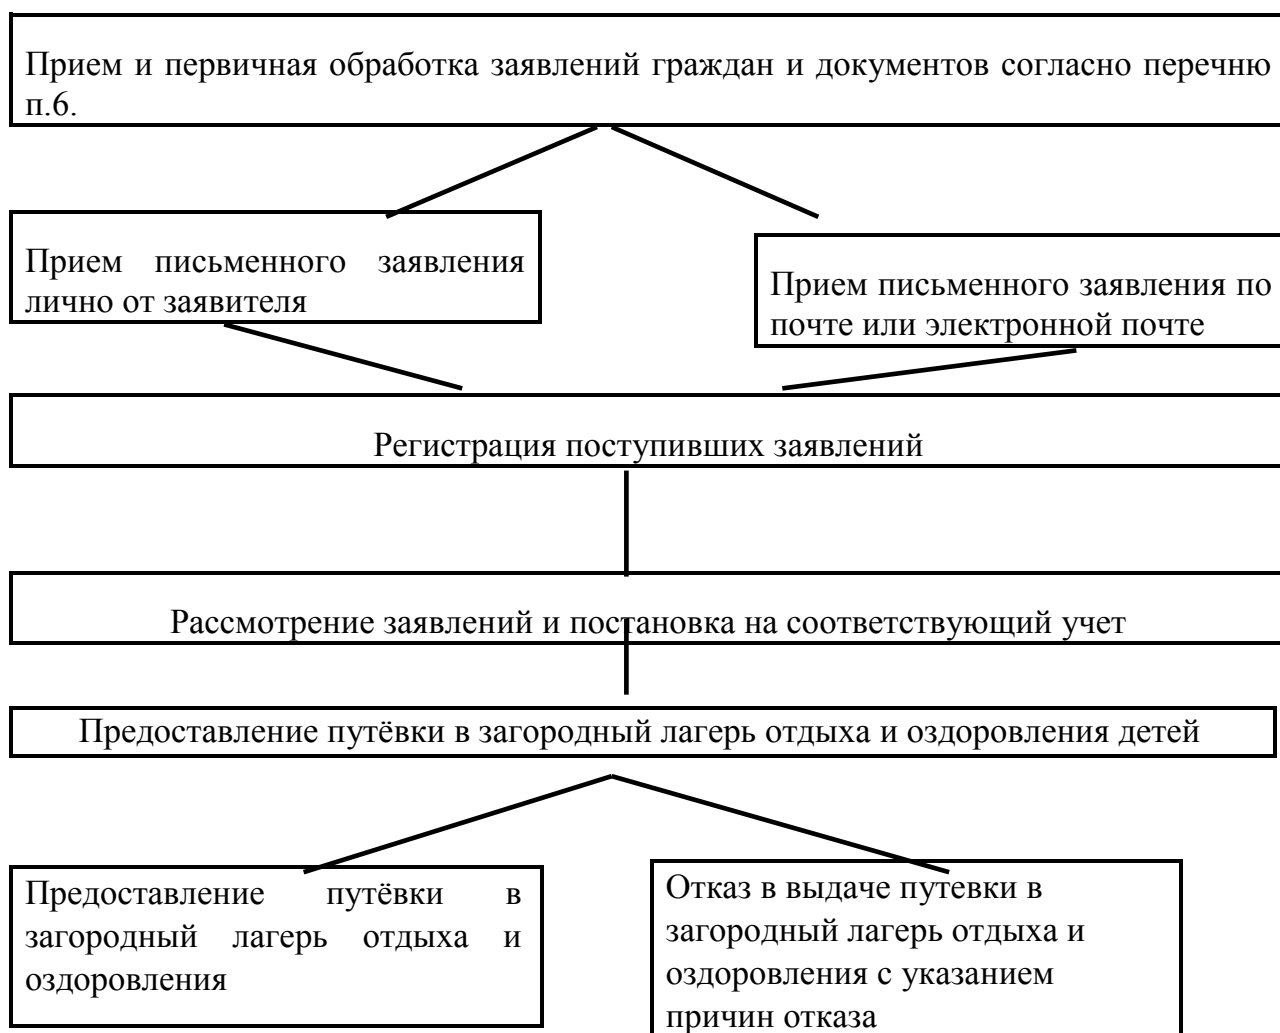 Прием и первичная обработка заявлений граждан и документов согласно перечню
п.6.
Прием письменного заявления
лично от заявителя
Прием письменного заявления по
почте или электронной почте
Регистрация поступивших заявлений
Рассмотрение заявлений и постановка на соответствующий учет
Предоставление путёвки в загородный лагерь отдыха и оздоровления детей
Предоставление путёвки в
загородный лагерь отдыха и
оздоровления
Отказ в выдаче путевки в
загородный лагерь отдыха и
оздоровления с указанием
причин отказа